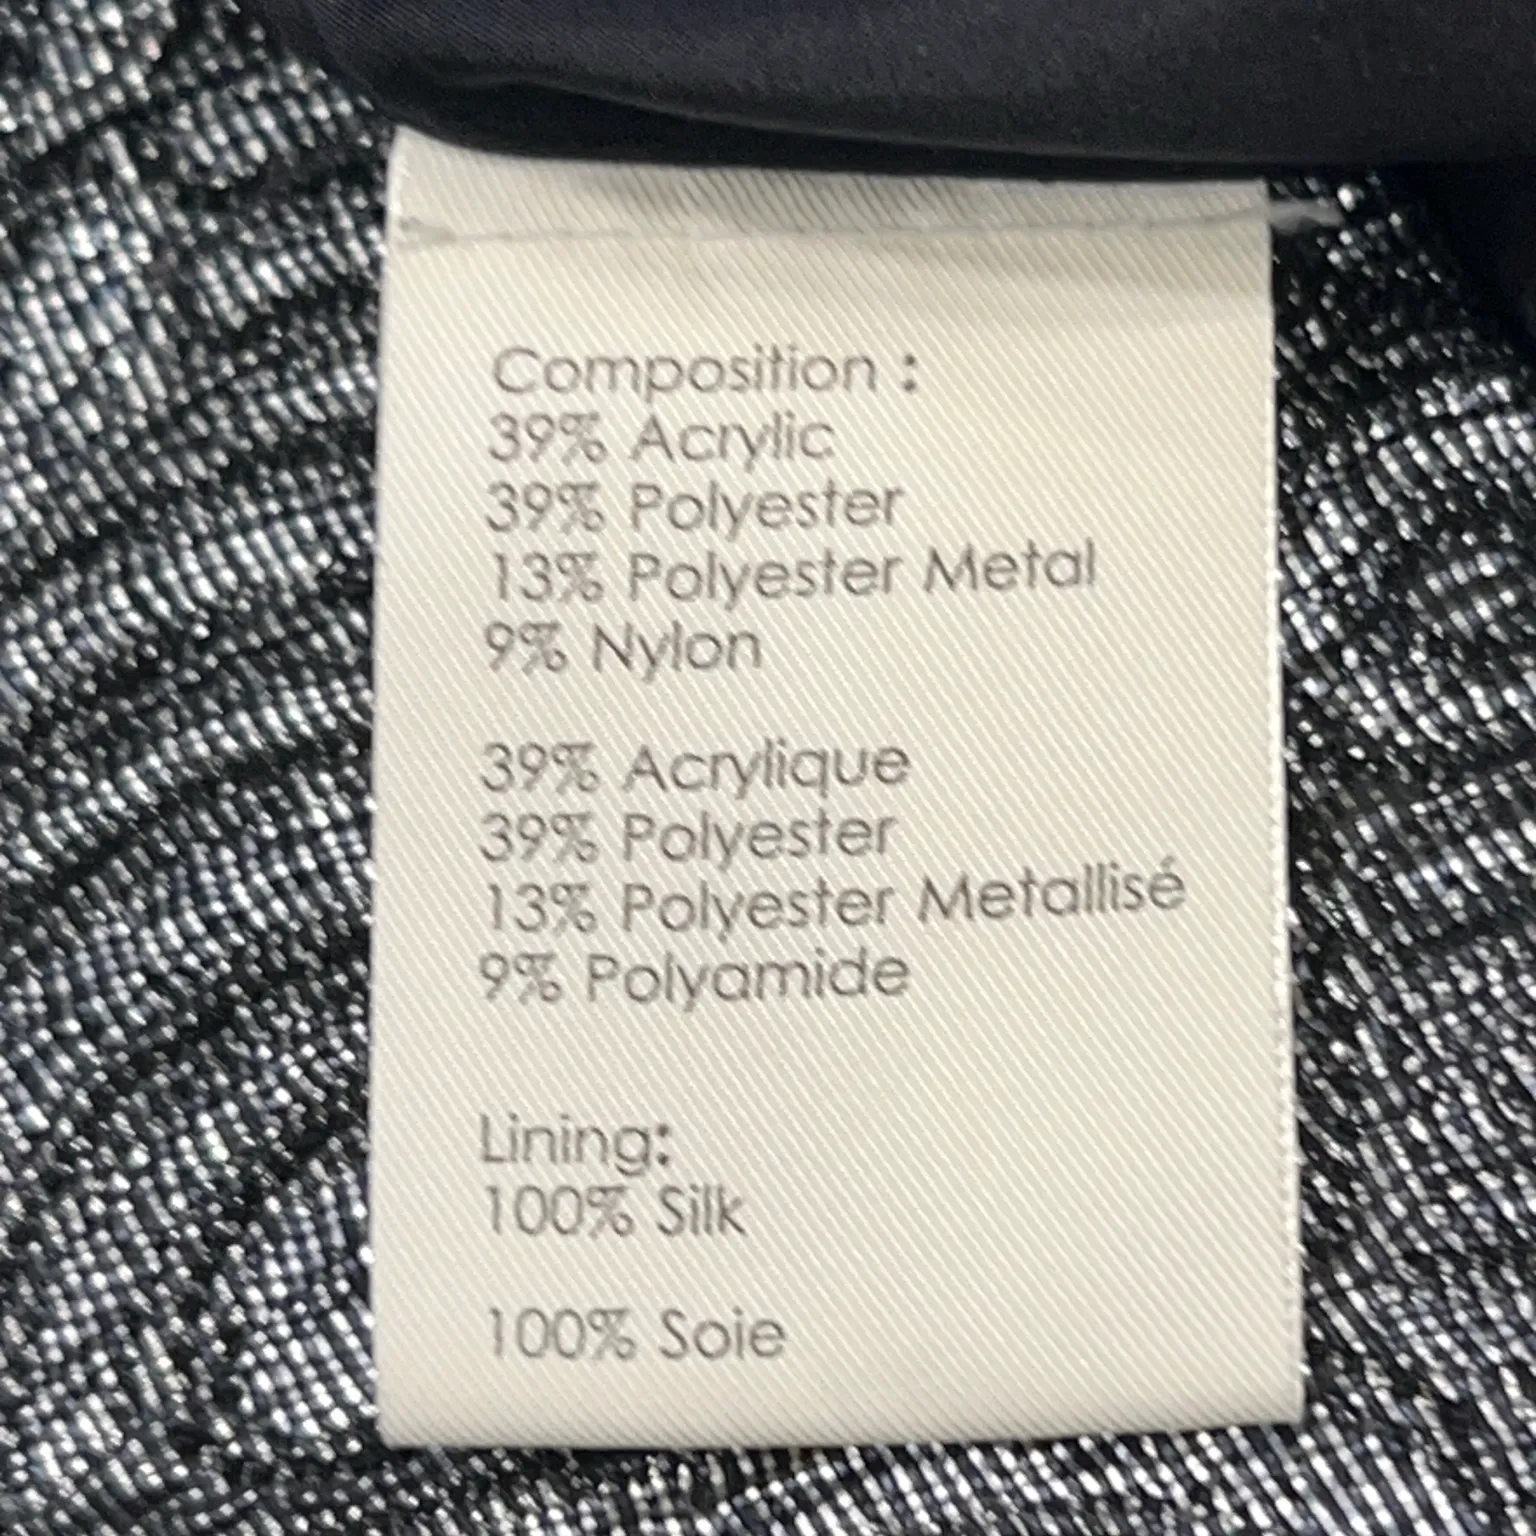 Composition :
39% Acrylic
39% Polyester
13% Polyester Metal
9% Nylon
39% Acrylique
39% Polyester
13% Polyester Metallisé
9% Polyamide
Lining:
100% Silk
100% Soie